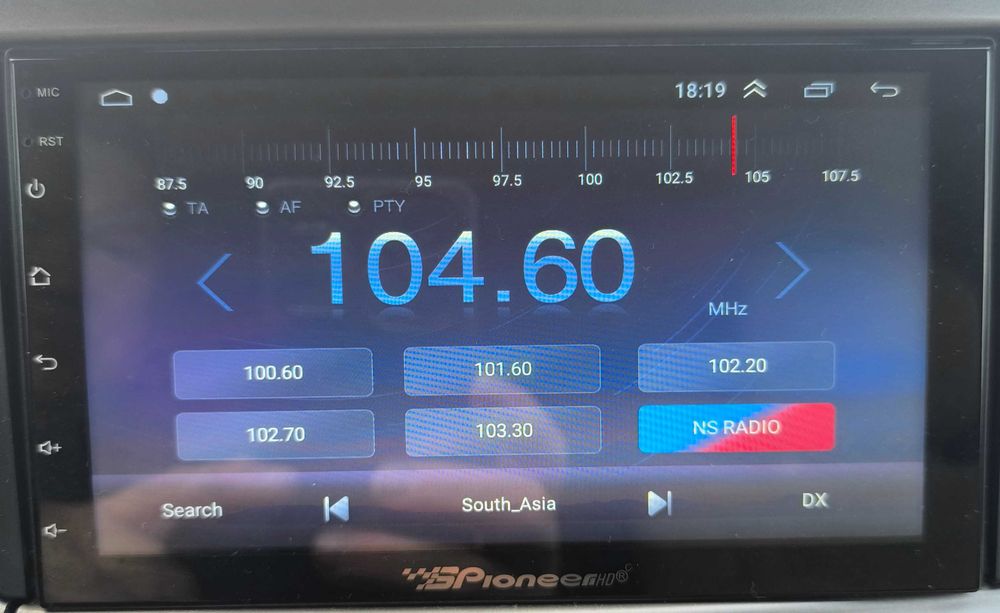 MIC
18:19
RST
87.5 90 92.5 95 97.5 100 102.5 105 107.5
TA AF PTY
104.60
MHz
100.60 101.60 102.20
102.70 103.30 NS RADIO
Search South_Asia DX
SPioneer HD®